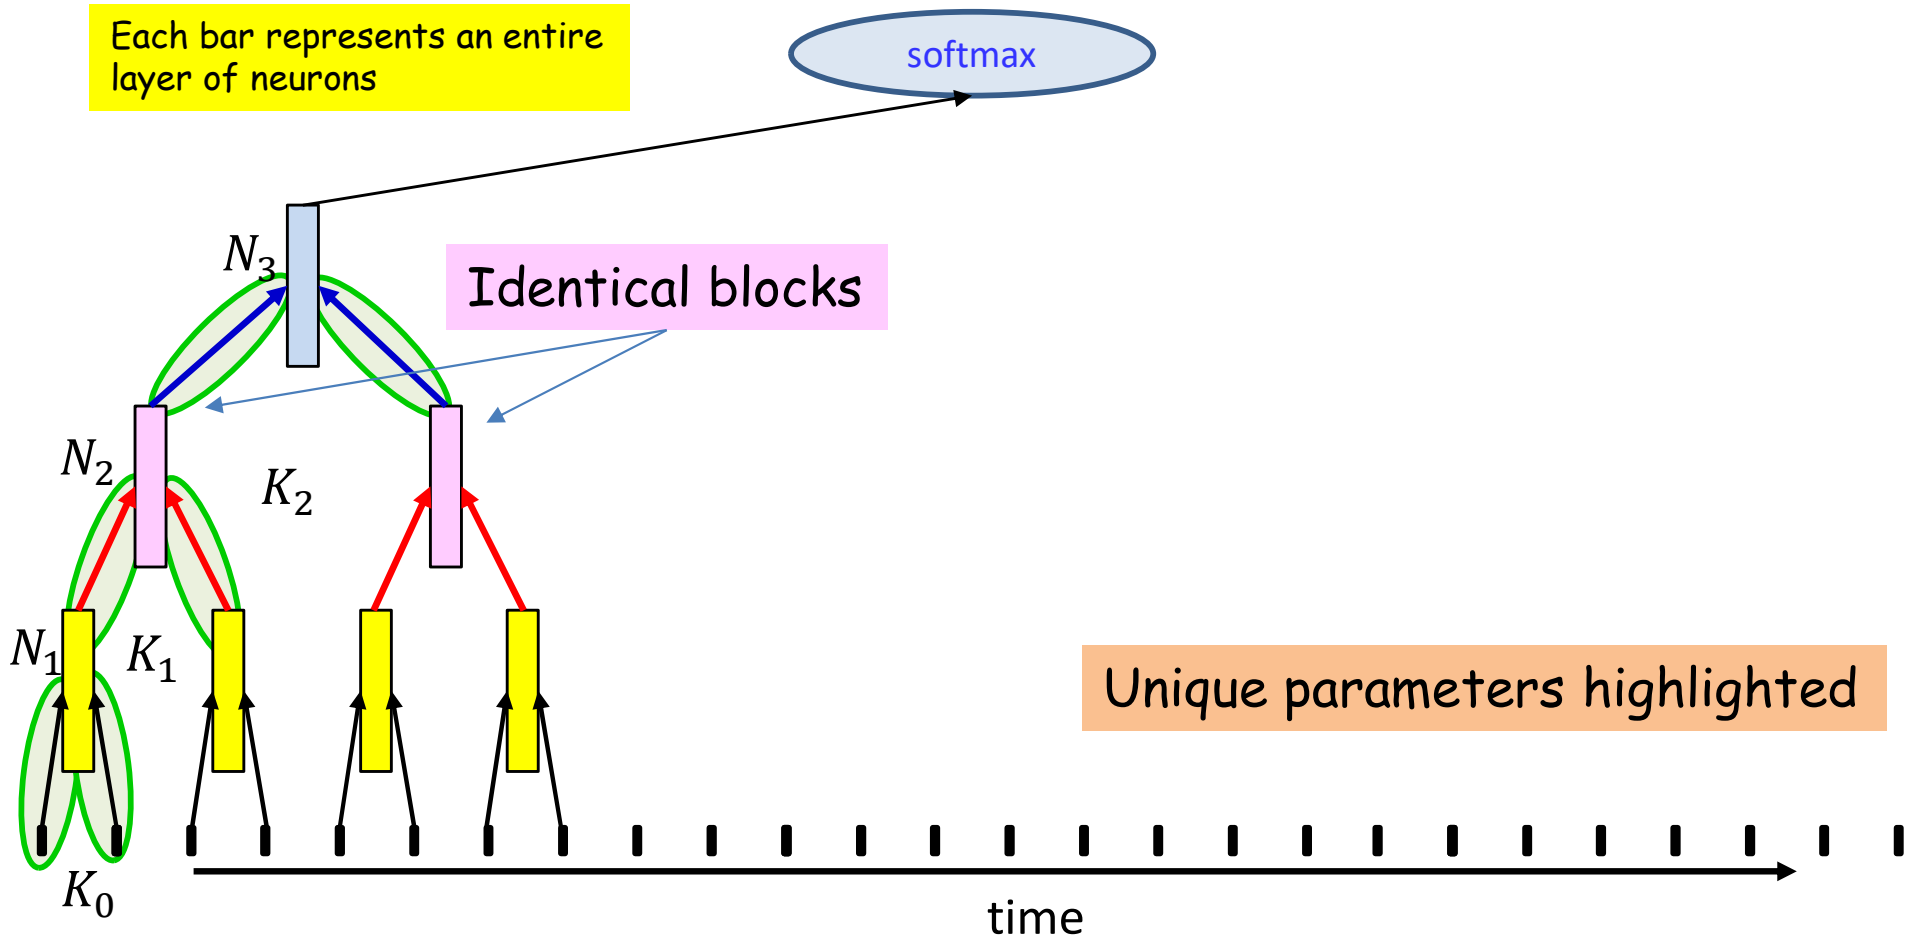 Each bar represents an entire
layer of neurons
softmax
N₃
Identical blocks
N₂
K₂
N₁
K₁
Unique parameters highlighted
K₀
time